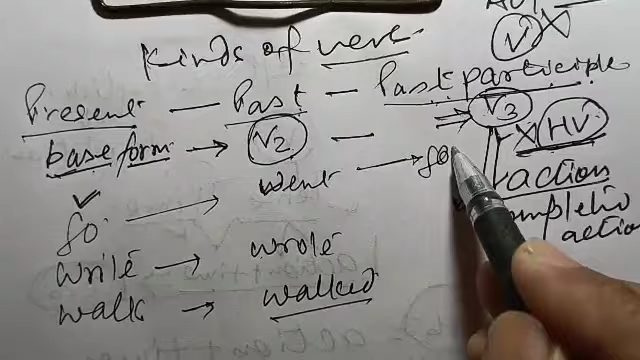 Kinds of verb
Present — Past — Past participle
base form → V2 — V3
X HV
went → go
action
go →
write → wrote
action
walk → walked
V X